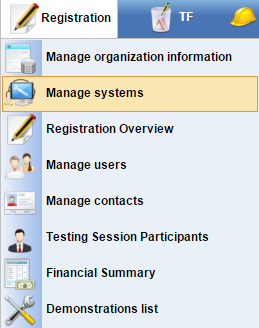 Registration TF
Manage organization information
Manage systems
Registration Overview
Manage users
Manage contacts
Testing Session Participants
Financial Summary
Demonstrations list